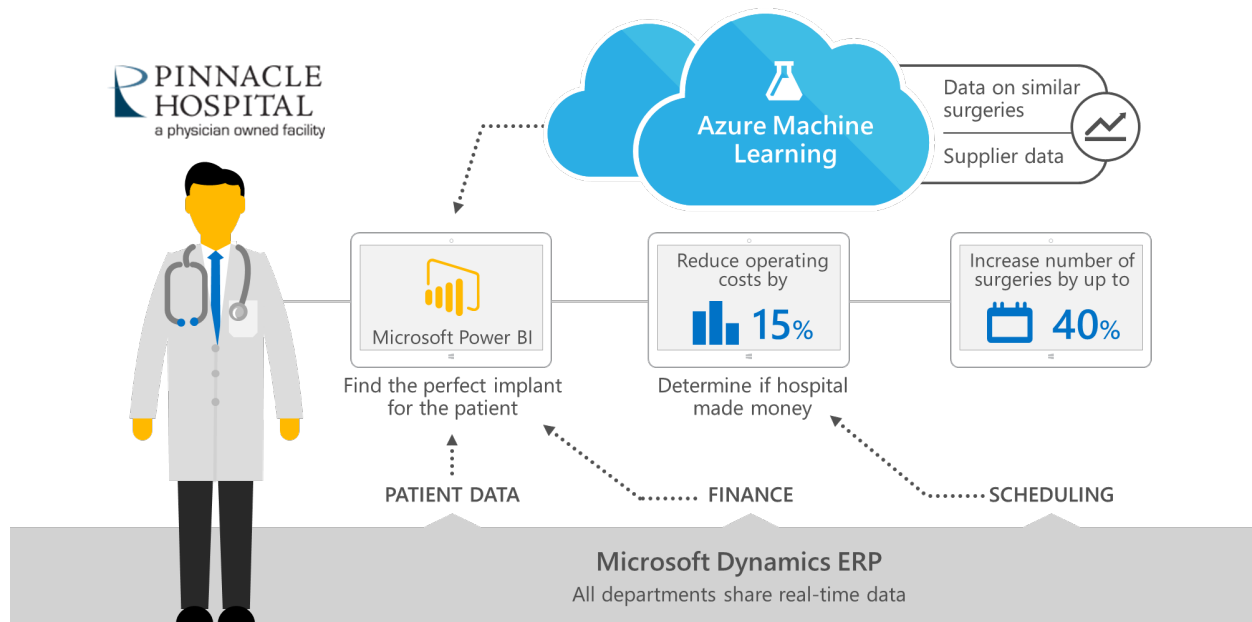 PINNACLE
HOSPITAL
a physician owned facility
Azure Machine
Learning
Data on similar
surgeries
Supplier data
Microsoft Power BI
Reduce operating
costs by
15%
Increase number of
surgeries by up to
40%
Find the perfect implant
for the patient
Determine if hospital
made money
PATIENT DATA
FINANCE
SCHEDULING
Microsoft Dynamics ERP
All departments share real-time data